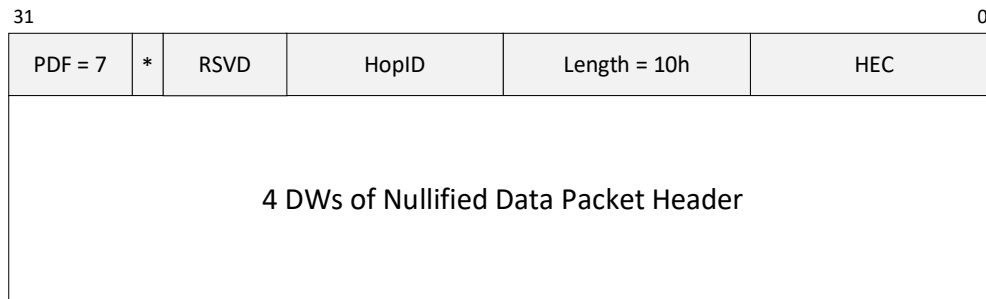 31 0
PDF = 7 * RSVD HopID Length = 10h HEC
4 DWs of Nullified Data Packet Header